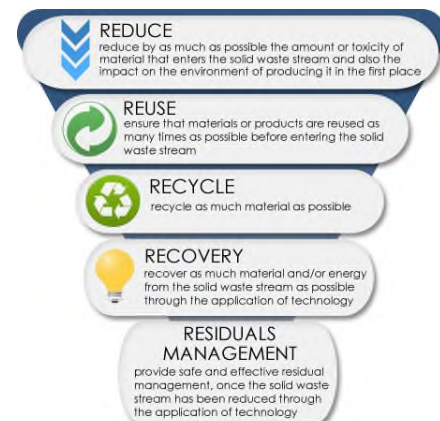 REDUCE
reduce by as much as possible the amount or toxicity of
material that enters the solid waste stream and also the
impact on the environment of producing it in the first place
REUSE
ensure that materials or products are reused as
many times as possible before entering the solid
waste stream
RECYCLE
recycle as much material as possible
RECOVERY
recover as much material and/or energy
from the solid waste stream as possible
through the application of technology
RESIDUALS
MANAGEMENT
provide safe and effective residual
management, once the solid waste
stream has been reduced through
the application of technology